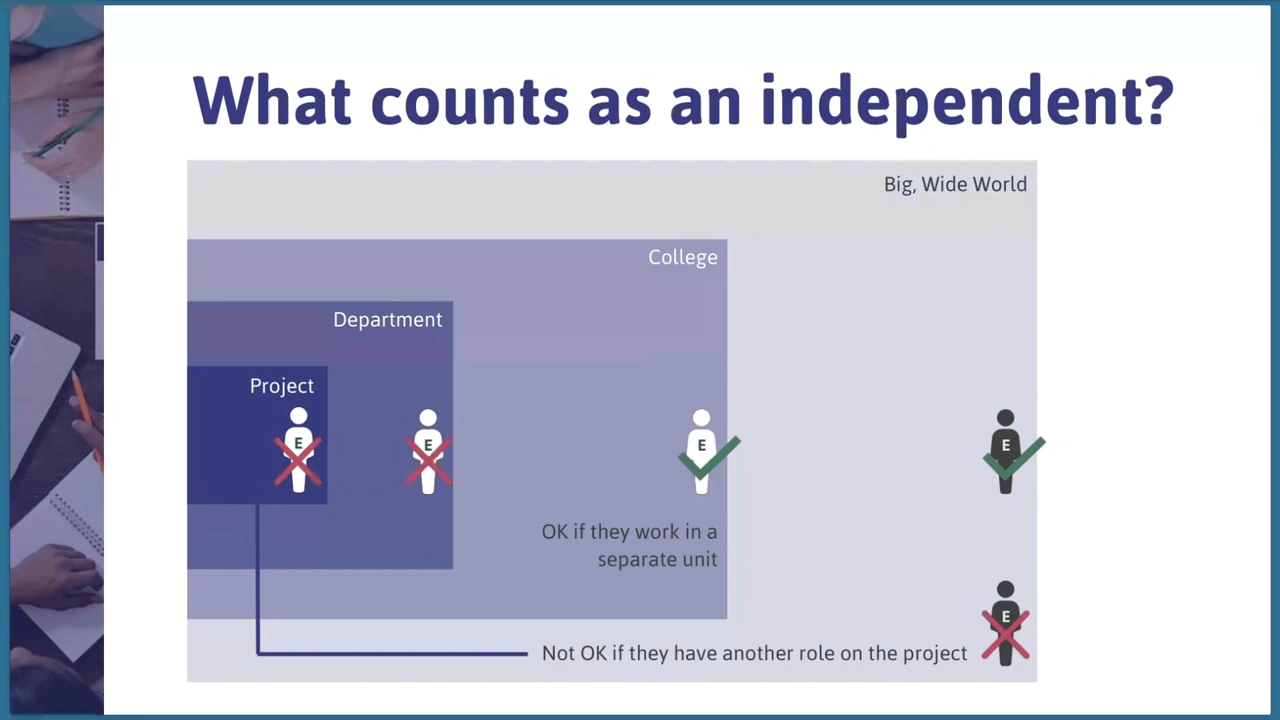 What counts as an independent?
Big, Wide World
College
Department
Project
E
E
E
E
OK if they work in a
separate unit
E
Not OK if they have another role on the project